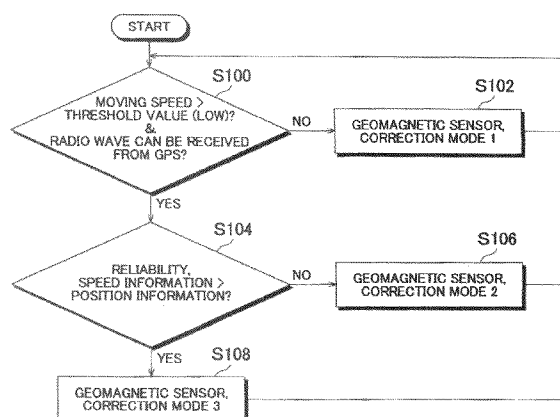 START
S100
MOVING SPEED >
THRESHOLD VALUE (LOW)?
&
RADIO WAVE CAN BE RECEIVED
FROM GPS?
NO
S102
GEOMAGNETIC SENSOR,
CORRECTION MODE 1
YES
S104
RELIABILITY,
SPEED INFORMATION >
POSITION INFORMATION?
NO
S106
GEOMAGNETIC SENSOR,
CORRECTION MODE 2
YES
S108
GEOMAGNETIC SENSOR,
CORRECTION MODE 3